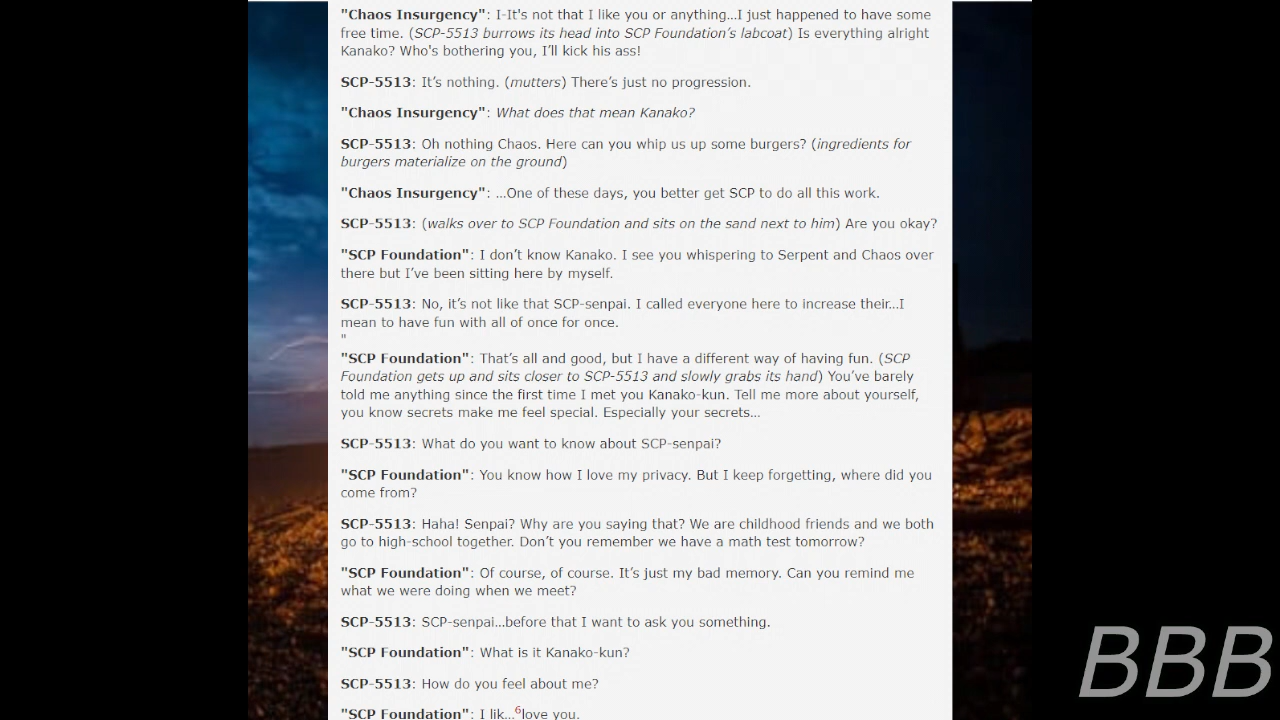 "Chaos Insurgency": I-It's not that I like you or anything…I just happened to have some
free time. (SCP-5513 burrows its head into SCP Foundation’s labcoat) Is everything alright
Kanako? Who's bothering you, I’ll kick his ass!
SCP-5513: It’s nothing. (mutters) There’s just no progression.
"Chaos Insurgency": What does that mean Kanako?
SCP-5513: Oh nothing Chaos. Here can you whip us up some burgers? (ingredients for
burgers materialize on the ground)
"Chaos Insurgency": …One of these days, you better get SCP to do all this work.
SCP-5513: (walks over to SCP Foundation and sits on the sand next to him) Are you okay?
"SCP Foundation": I don’t know Kanako. I see you whispering to Serpent and Chaos over
there but I’ve been sitting here by myself.
SCP-5513: No, it’s not like that SCP-senpai. I called everyone here to increase their…I
mean to have fun with all of once for once.
"
"SCP Foundation": That’s all and good, but I have a different way of having fun. (SCP
Foundation gets up and sits closer to SCP-5513 and slowly grabs its hand) You’ve barely
told me anything since the first time I met you Kanako-kun. Tell me more about yourself,
you know secrets make me feel special. Especially your secrets…
SCP-5513: What do you want to know about SCP-senpai?
"SCP Foundation": You know how I love my privacy. But I keep forgetting, where did you
come from?
SCP-5513: Haha! Senpai? Why are you saying that? We are childhood friends and we both
go to high-school together. Don’t you remember we have a math test tomorrow?
"SCP Foundation": Of course, of course. It’s just my bad memory. Can you remind me
what we were doing when we meet?
SCP-5513: SCP-senpai…before that I want to ask you something.
"SCP Foundation": What is it Kanako-kun?
SCP-5513: How do you feel about me?
"SCP Foundation": I lik…6love you.
BBB